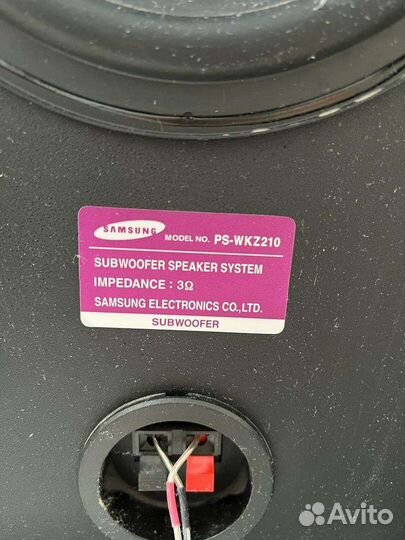 SAMSUNG MODEL NO. PS-WKZ210
SUBWOOFER SPEAKER SYSTEM
IMPEDANCE : 3Ω
SAMSUNG ELECTRONICS CO.,LTD.
SUBWOOFER
Avito